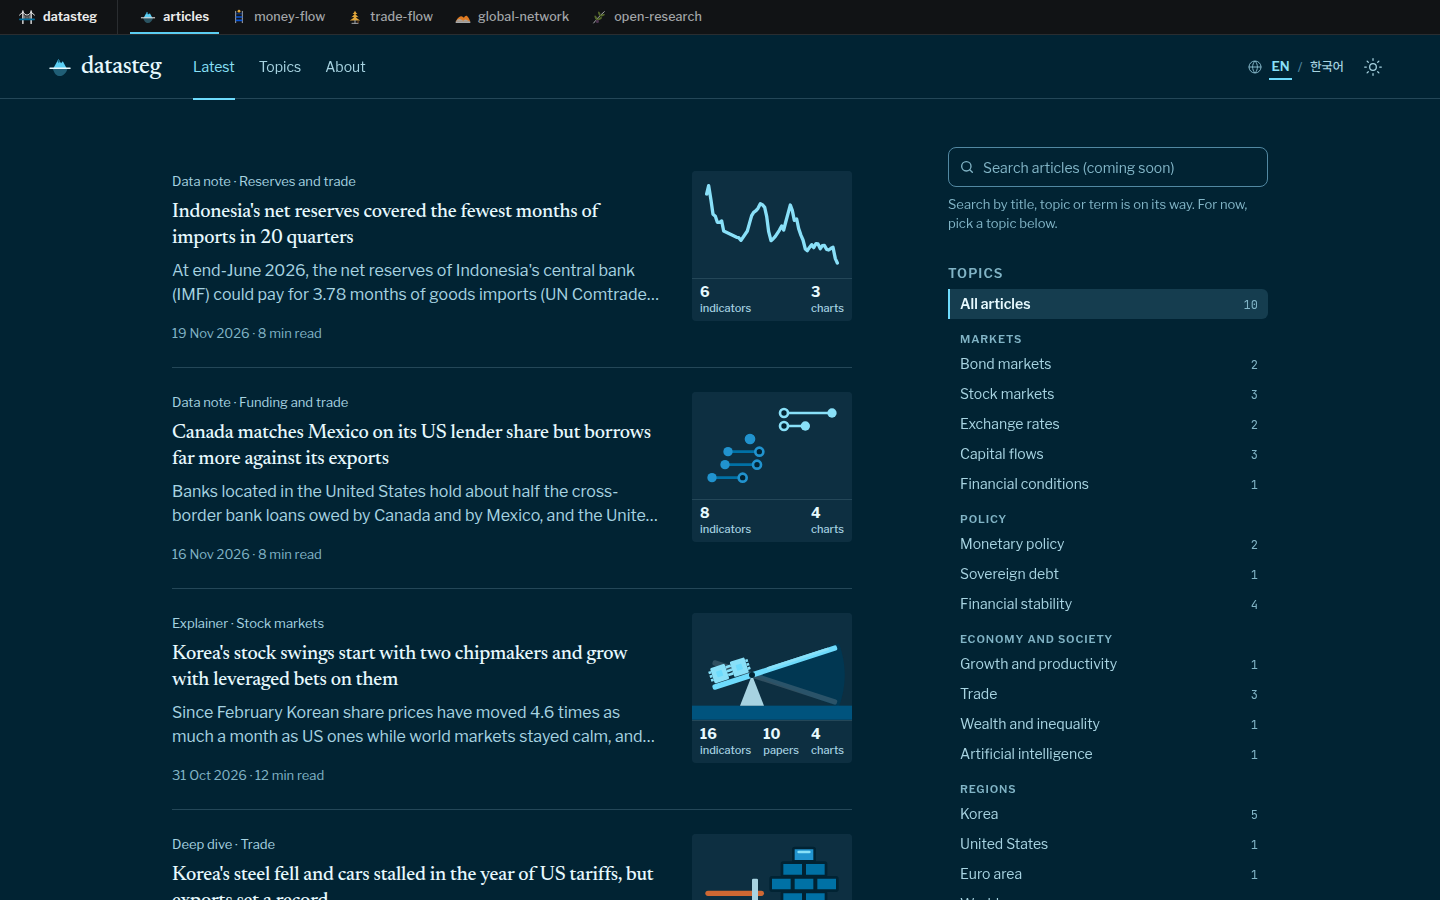 datasteg
articles
money-flow
trade-flow
global-network
open-research
datasteg
Latest
Topics
About
EN / 한국어
Data note · Reserves and trade
Indonesia's net reserves covered the fewest months of
imports in 20 quarters
At end-June 2026, the net reserves of Indonesia's central bank
(IMF) could pay for 3.78 months of goods imports (UN Comtrade...
19 Nov 2026 · 8 min read
6 indicators
3 charts
Data note · Funding and trade
Canada matches Mexico on its US lender share but borrows
far more against its exports
Banks located in the United States hold about half the cross-
border bank loans owed by Canada and by Mexico, and the Unite...
16 Nov 2026 · 8 min read
8 indicators
4 charts
Explainer · Stock markets
Korea's stock swings start with two chipmakers and grow
with leveraged bets on them
Since February Korean share prices have moved 4.6 times as
much a month as US ones while world markets stayed calm, and...
31 Oct 2026 · 12 min read
16 indicators
10 papers
4 charts
Deep dive · Trade
Korea's steel fell and cars stalled in the year of US tariffs, but
exports set a record
Search articles (coming soon)
Search by title, topic or term is on its way. For now,
pick a topic below.
TOPICS
All articles 10
MARKETS
Bond markets 2
Stock markets 3
Exchange rates 2
Capital flows 3
Financial conditions 1
POLICY
Monetary policy 2
Sovereign debt 1
Financial stability 4
ECONOMY AND SOCIETY
Growth and productivity 1
Trade 3
Wealth and inequality 1
Artificial intelligence 1
REGIONS
Korea 5
United States 1
Euro area 1